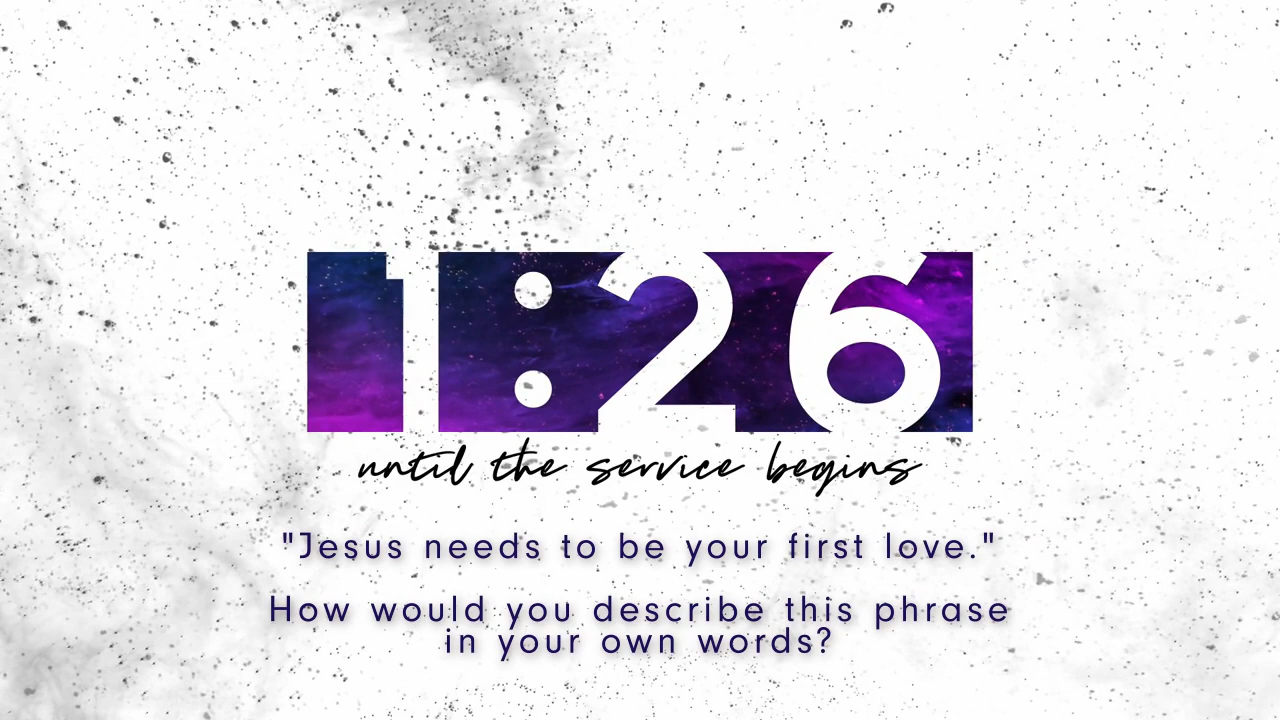 1:26
until the service begins
"Jesus needs to be your first love."
How would you describe this phrase
in your own words?